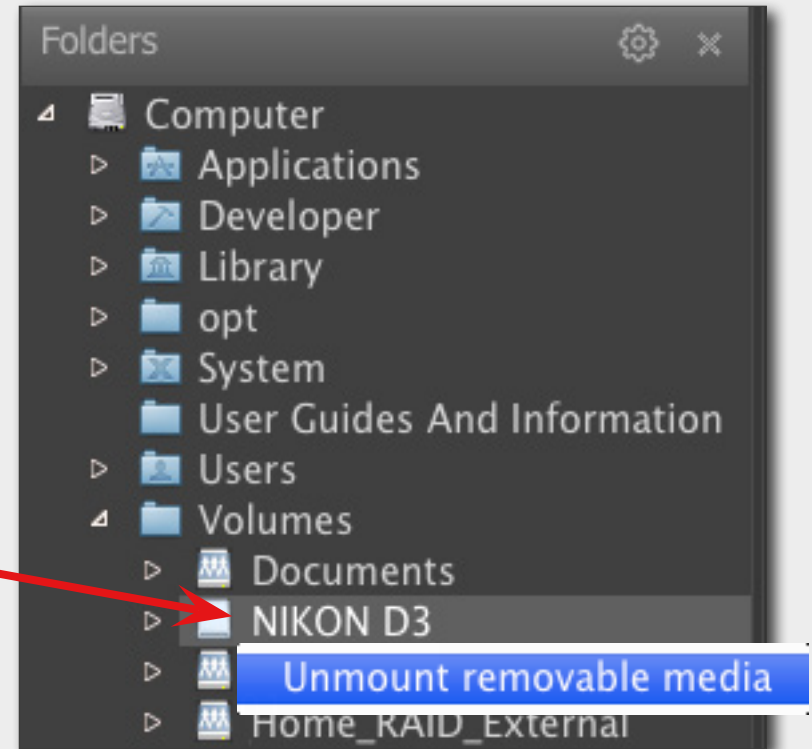 Folders
Computer
Applications
Developer
Library
opt
System
User Guides And Information
Users
Volumes
Documents
NIKON D3
Unmount removable media
Home_RAID_External